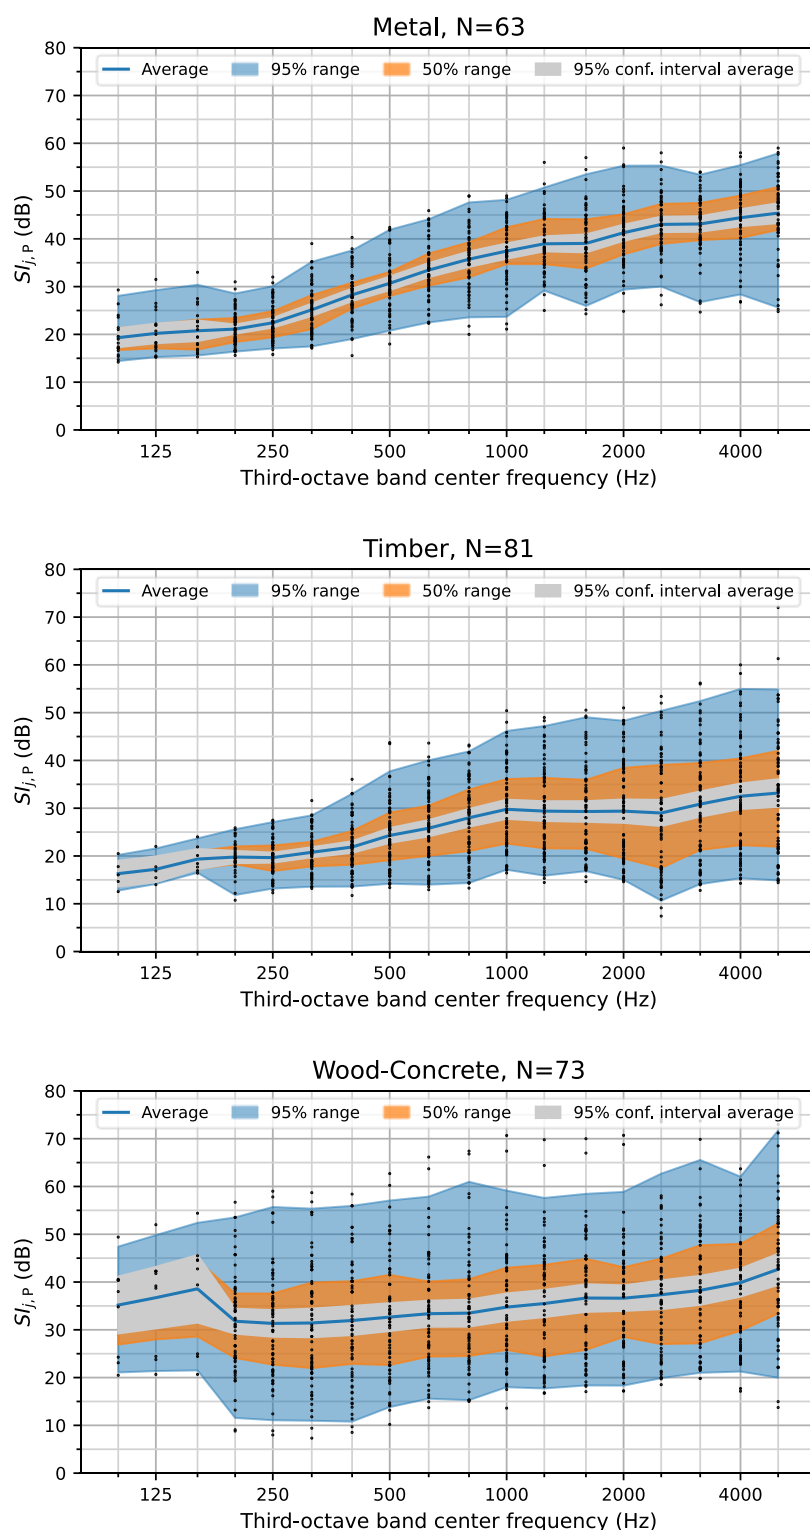 Metal, N=63
Average 95% range 50% range 95% conf. interval average
80
70
60
50
40
30
20
10
0
SI_{j,P} (dB)
125 250 500 1000 2000 4000
Third-octave band center frequency (Hz)
Timber, N=81
Average 95% range 50% range 95% conf. interval average
80
70
60
50
40
30
20
10
0
SI_{j,P} (dB)
125 250 500 1000 2000 4000
Third-octave band center frequency (Hz)
Wood-Concrete, N=73
Average 95% range 50% range 95% conf. interval average
80
70
60
50
40
30
20
10
0
SI_{j,P} (dB)
125 250 500 1000 2000 4000
Third-octave band center frequency (Hz)